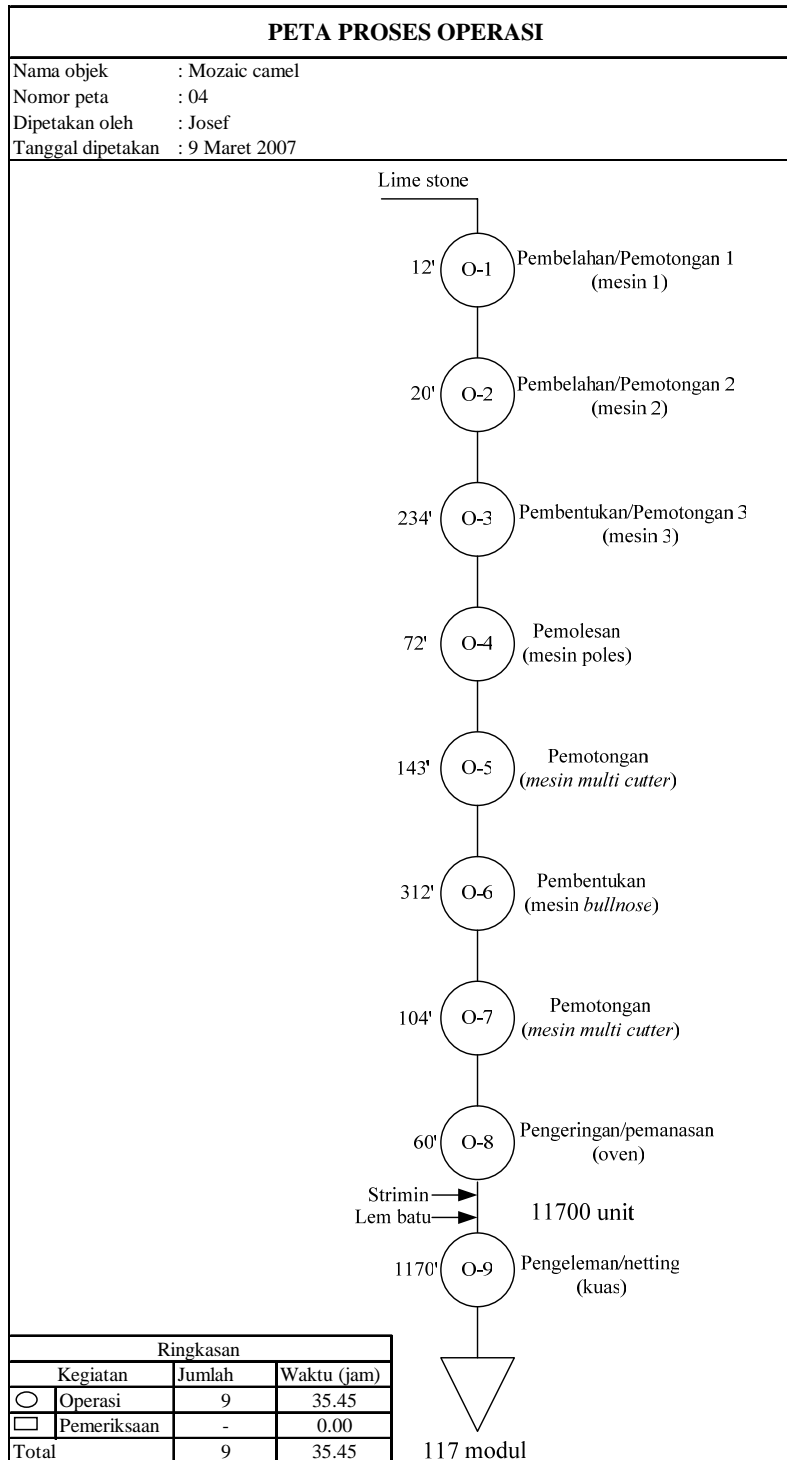 PETA PROSES OPERASI
Nama objek : Mozaic camel
Nomor peta : 04
Dipetakan oleh : Josef
Tanggal dipetakan : 9 Maret 2007
Lime stone
12' O-1 Pembelahan/Pemotongan 1
(mesin 1)
20' O-2 Pembelahan/Pemotongan 2
(mesin 2)
234' O-3 Pembentukan/Pemotongan 3
(mesin 3)
72' O-4 Pemolesan
(mesin poles)
143' O-5 Pemotongan
(mesin multi cutter)
312' O-6 Pembentukan
(mesin bullnose)
104' O-7 Pemotongan
(mesin multi cutter)
60' O-8 Pengeringan/pemanasan
(oven)
Strimin
Lem batu 11700 unit
1170' O-9 Pengeleman/netting
(kuas)
Ringkasan
Kegiatan Jumlah Waktu (jam)
Operasi 9 35.45
Pemeriksaan - 0.00
Total 9 35.45
117 modul